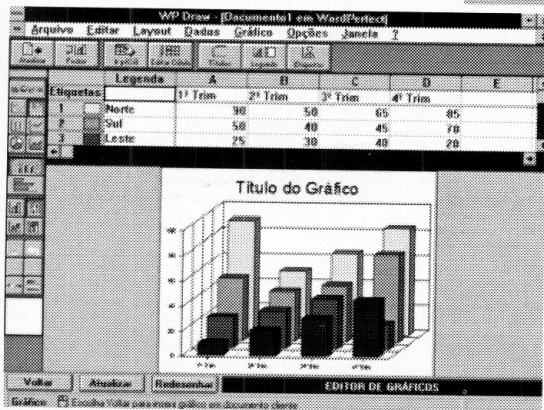 WP Draw - [Documento1 em WordPerfect]
Arquivo Editar Layout Dados Gráfico Opções Janela ?
Títulos Legenda
Legenda A B C D E
Etiquetas 1º Trim 2º Trim 3º Trim 4º Trim
1 Norte 90 50 65 85
2 Sul 50 40 45 70
3 Leste 25 30 40 20
Título do Gráfico
Voltar Atualizar Redesenhar EDITOR DE GRÁFICOS
Gráfico: Escolha Voltar para inserir gráfico em documento cliente